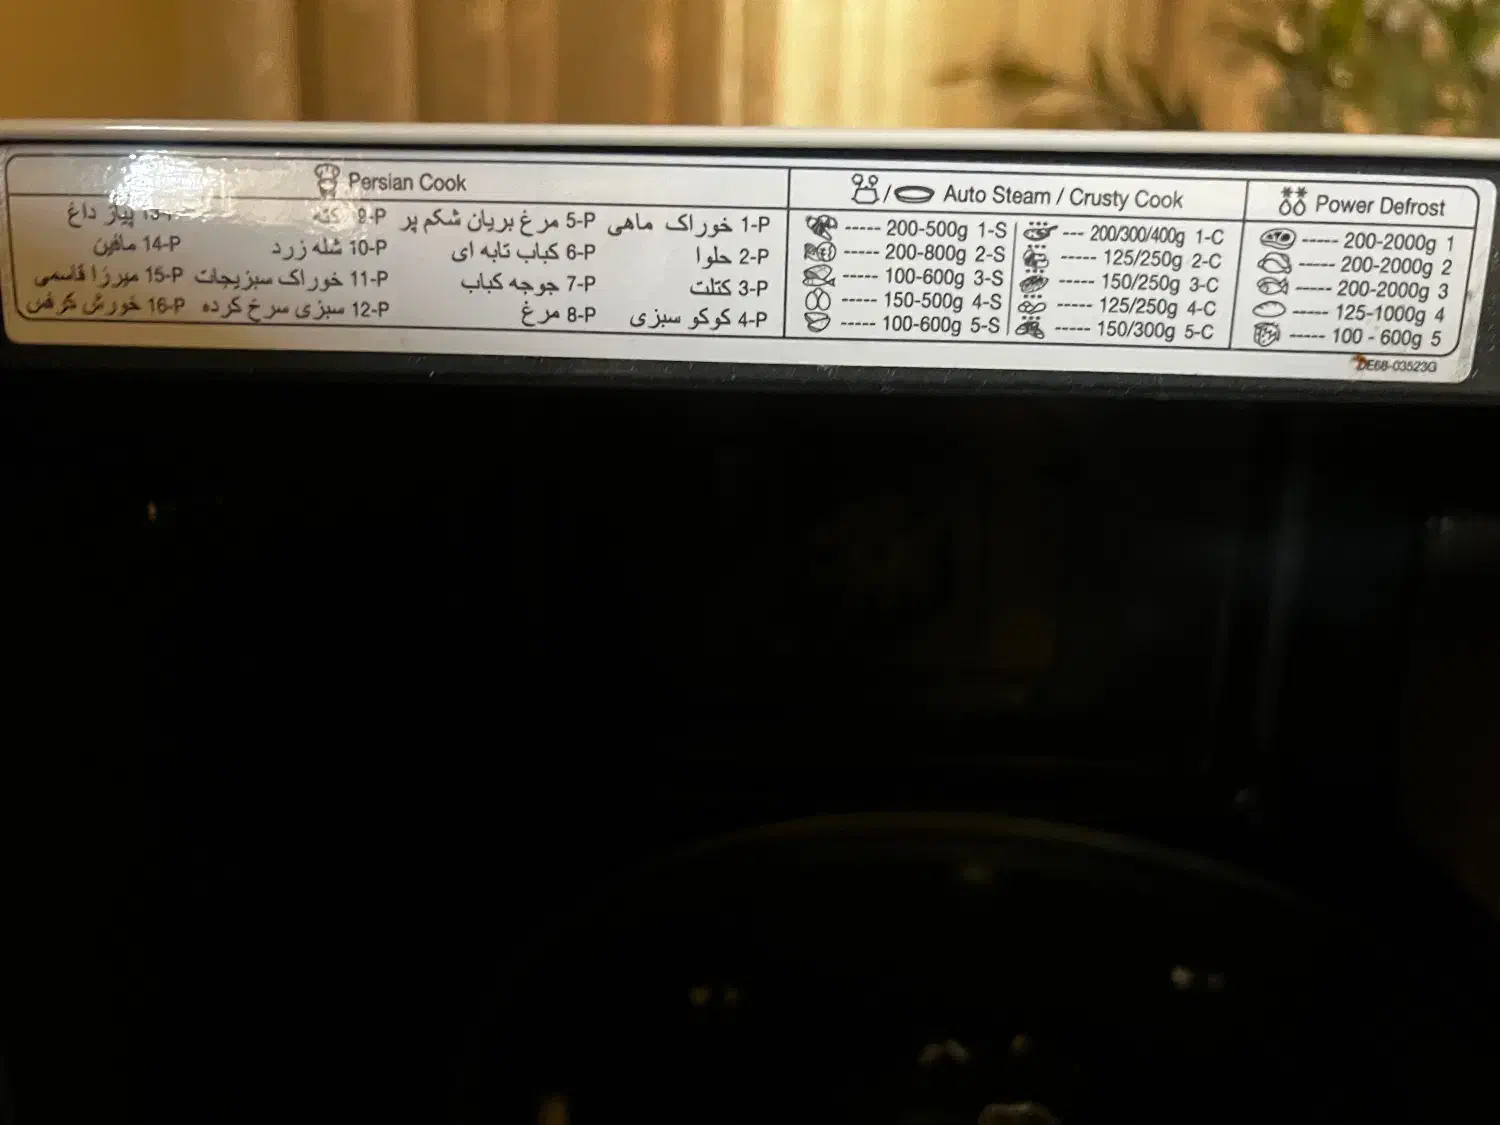 Persian Cook
1-P خوراک ماهی
2-P حلوا
3-P کتلت
4-P کوکو سبزی
5-P مرغ بریان شکم پر
6-P کباب تابه ای
7-P جوجه کباب
8-P مرغ
9-P کته
10-P شله زرد
11-P خوراک سبزیجات
12-P سبزی سرخ کرده
13-P پیاز داغ
14-P مافین
15-P میرزا قاسمی
16-P خورش کرفس
/ Auto Steam / Crusty Cook
----- 200-500g 1-S
----- 200-800g 2-S
----- 100-600g 3-S
----- 150-500g 4-S
----- 100-600g 5-S
--- 200/300/400g 1-C
----- 125/250g 2-C
----- 150/250g 3-C
----- 125/250g 4-C
----- 150/300g 5-C
Power Defrost
----- 200-2000g 1
----- 200-2000g 2
----- 200-2000g 3
----- 125-1000g 4
----- 100 - 600g 5
DE68-03523G